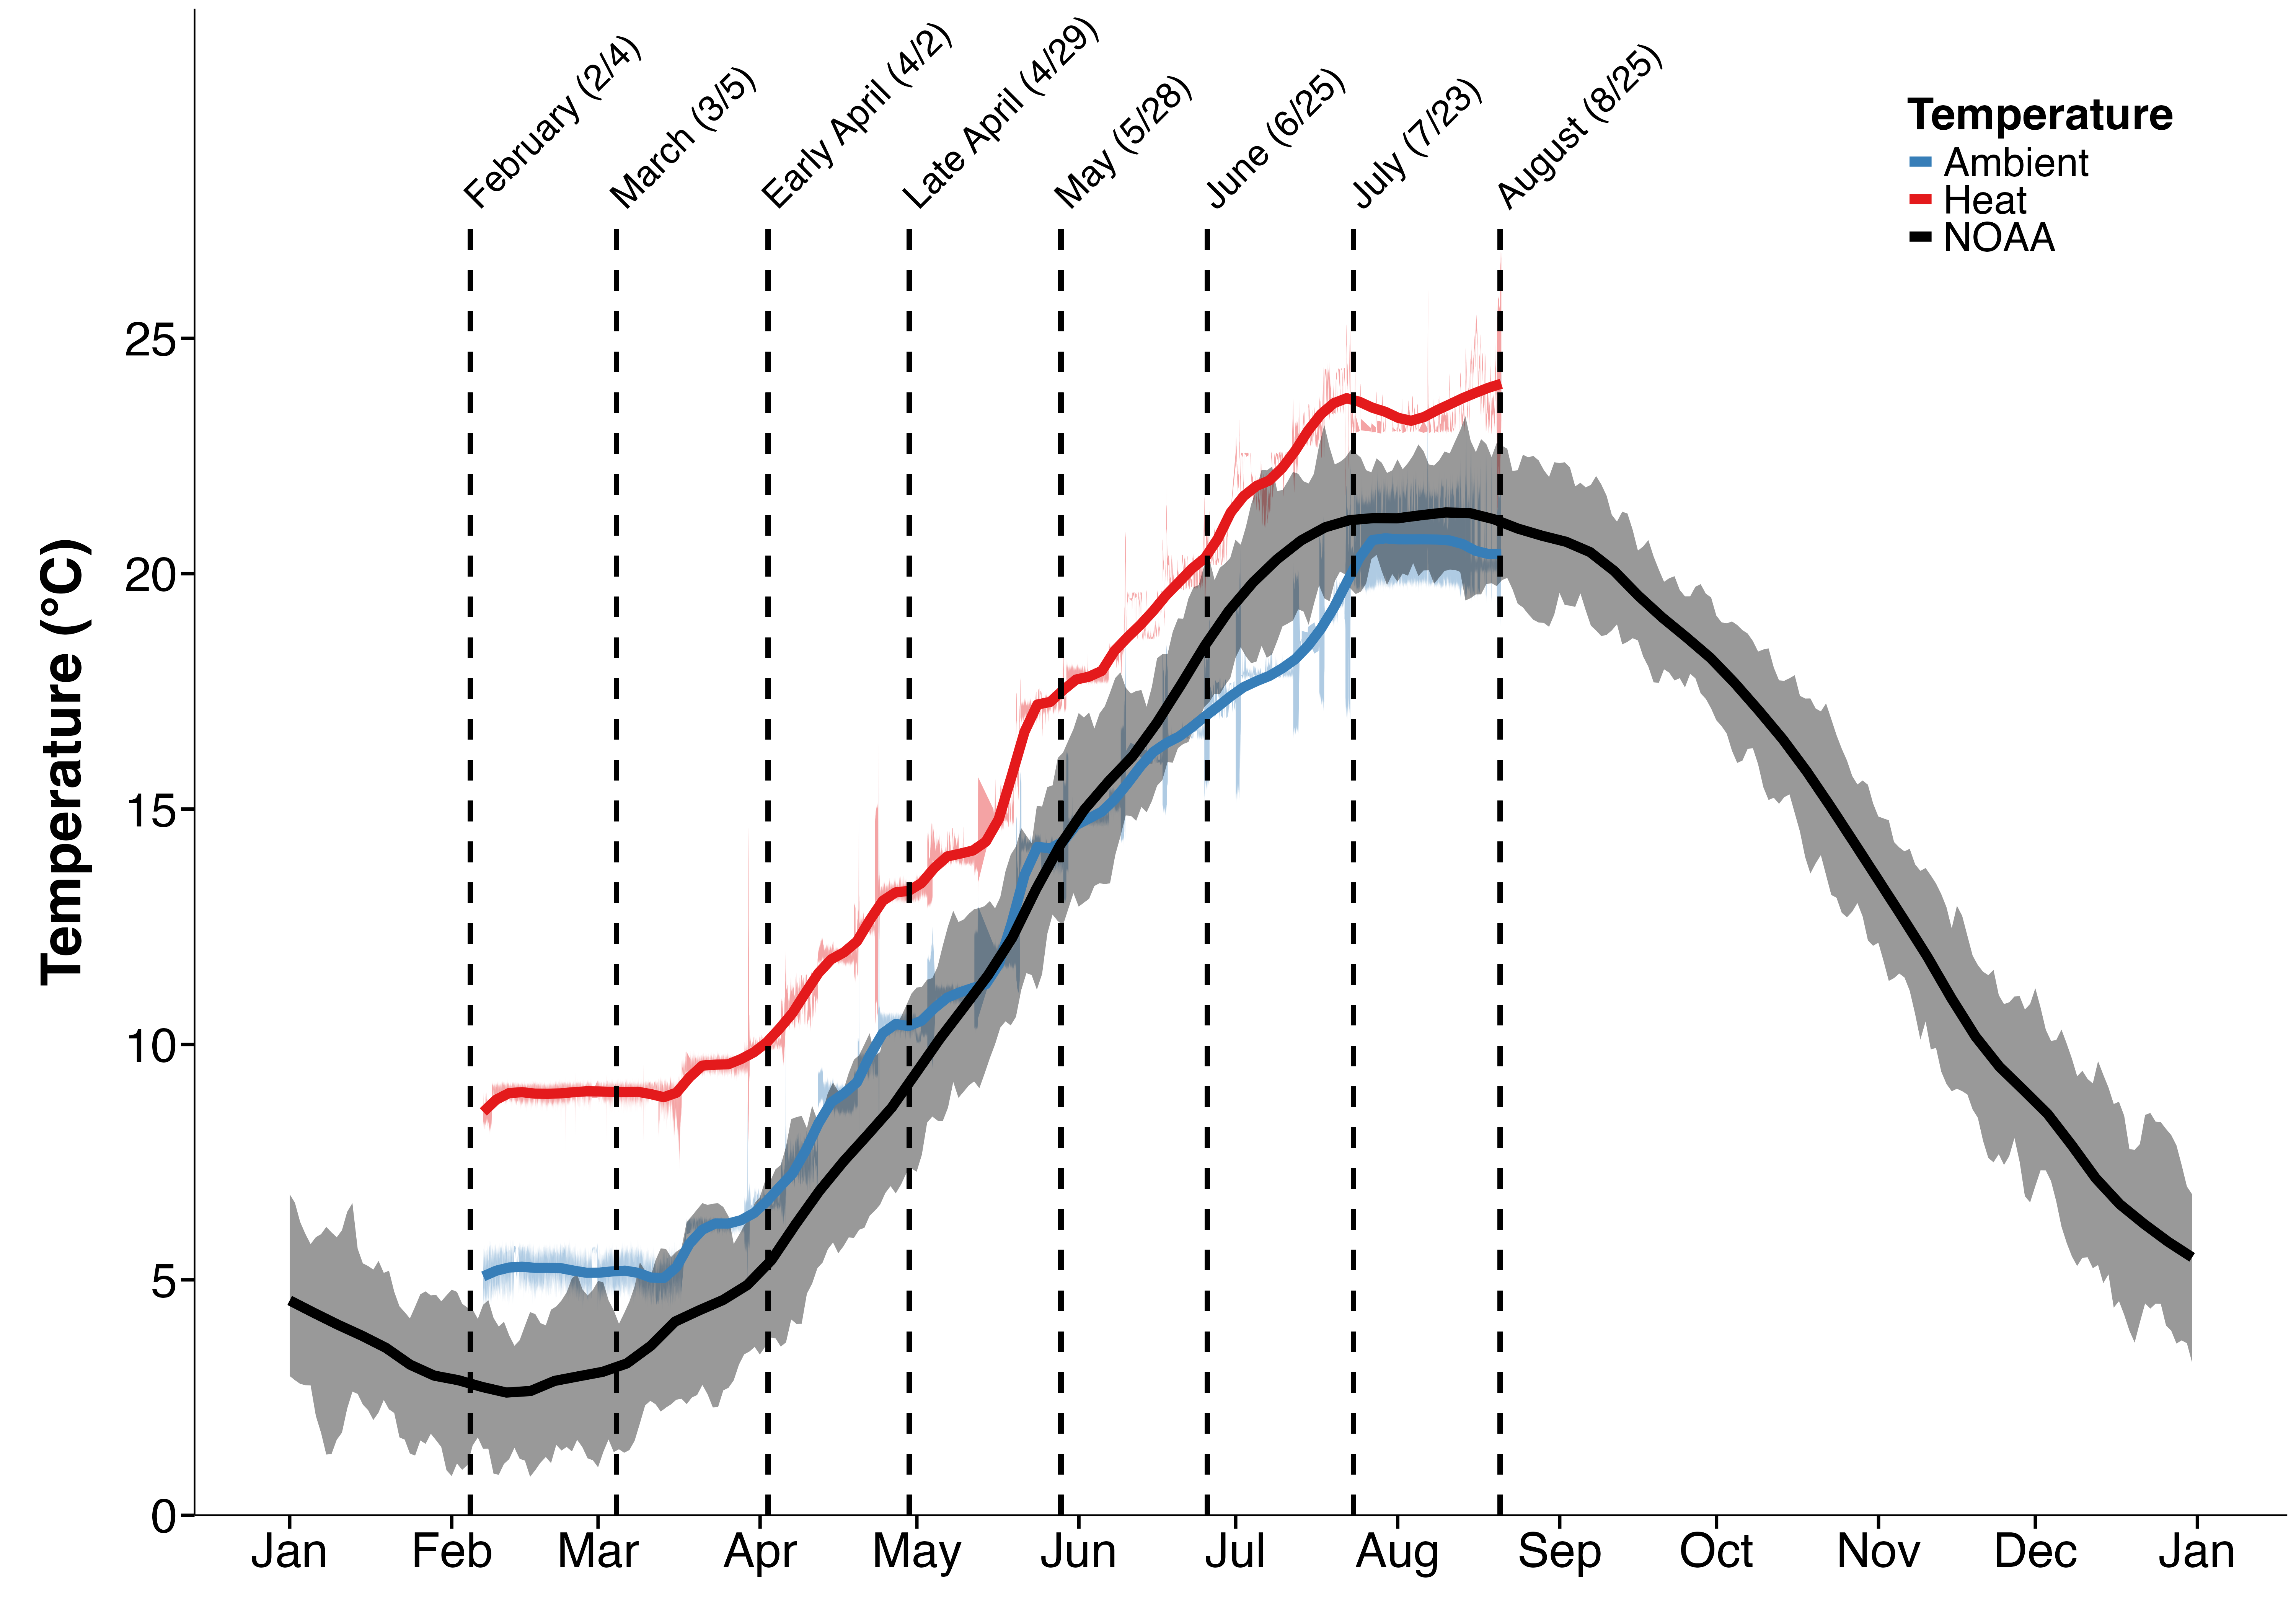 February (2/4)
March (3/5)
Early April (4/2)
Late April (4/29)
May (5/28)
June (6/25)
July (7/23)
August (8/25)
Temperature
Ambient
Heat
NOAA
Temperature (°C)
25
20
15
10
5
0
Jan Feb Mar Apr May Jun Jul Aug Sep Oct Nov Dec Jan